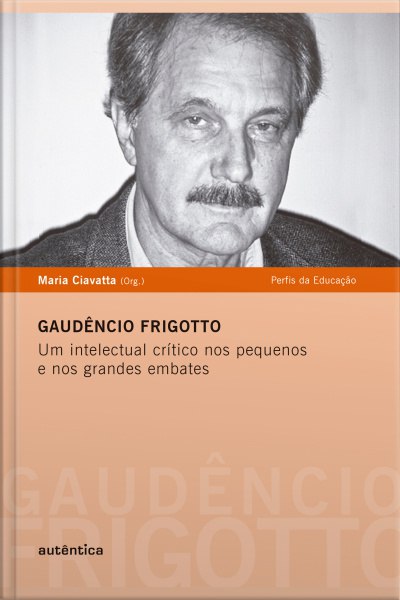 Maria Ciavatta (Org.)
Perfis da Educação
GAUDÊNCIO FRIGOTTO
Um intelectual crítico nos pequenos
e nos grandes embates
GAUDÊNCIO
FRIGOTTO
autêntica